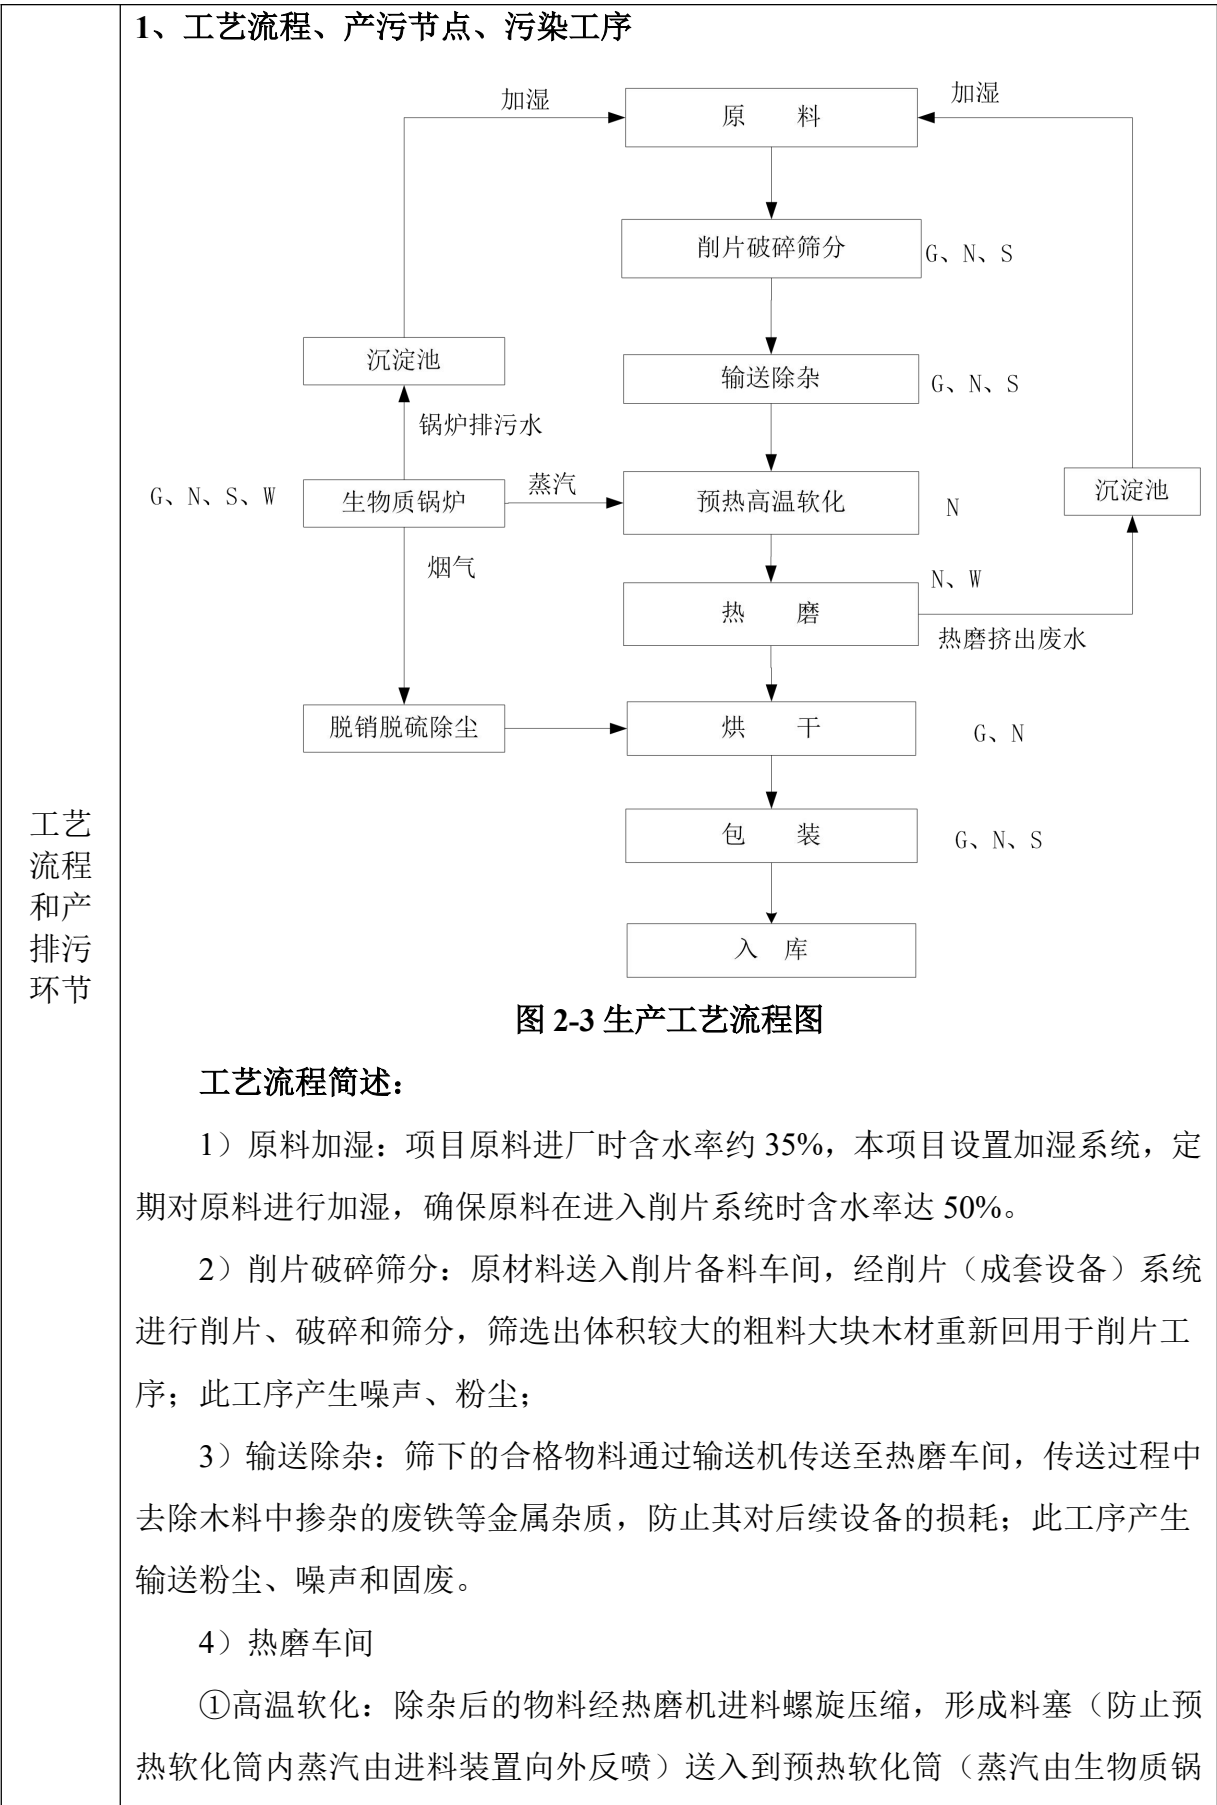 工艺
流程
和产
排污
环节
1、工艺流程、产污节点、污染工序
加湿
原 料
加湿
削片破碎筛分
G、N、S
沉淀池
输送除杂
G、N、S
锅炉排污水
G、N、S、W
生物质锅炉
蒸汽
预热高温软化
N
沉淀池
烟气
N、W
热 磨
热磨挤出废水
脱销脱硫除尘
烘 干
G、N
包 装
G、N、S
入 库
图 2-3 生产工艺流程图
工艺流程简述：
1）原料加湿：项目原料进厂时含水率约 35%，本项目设置加湿系统，定
期对原料进行加湿，确保原料在进入削片系统时含水率达 50%。
2）削片破碎筛分：原材料送入削片备料车间，经削片（成套设备）系统
进行削片、破碎和筛分，筛选出体积较大的粗料大块木材重新回用于削片工
序；此工序产生噪声、粉尘；
3）输送除杂：筛下的合格物料通过输送机传送至热磨车间，传送过程中
去除木料中掺杂的废铁等金属杂质，防止其对后续设备的损耗；此工序产生
输送粉尘、噪声和固废。
4）热磨车间
①高温软化：除杂后的物料经热磨机进料螺旋压缩，形成料塞（防止预
热软化筒内蒸汽由进料装置向外反喷）送入到预热软化筒（蒸汽由生物质锅